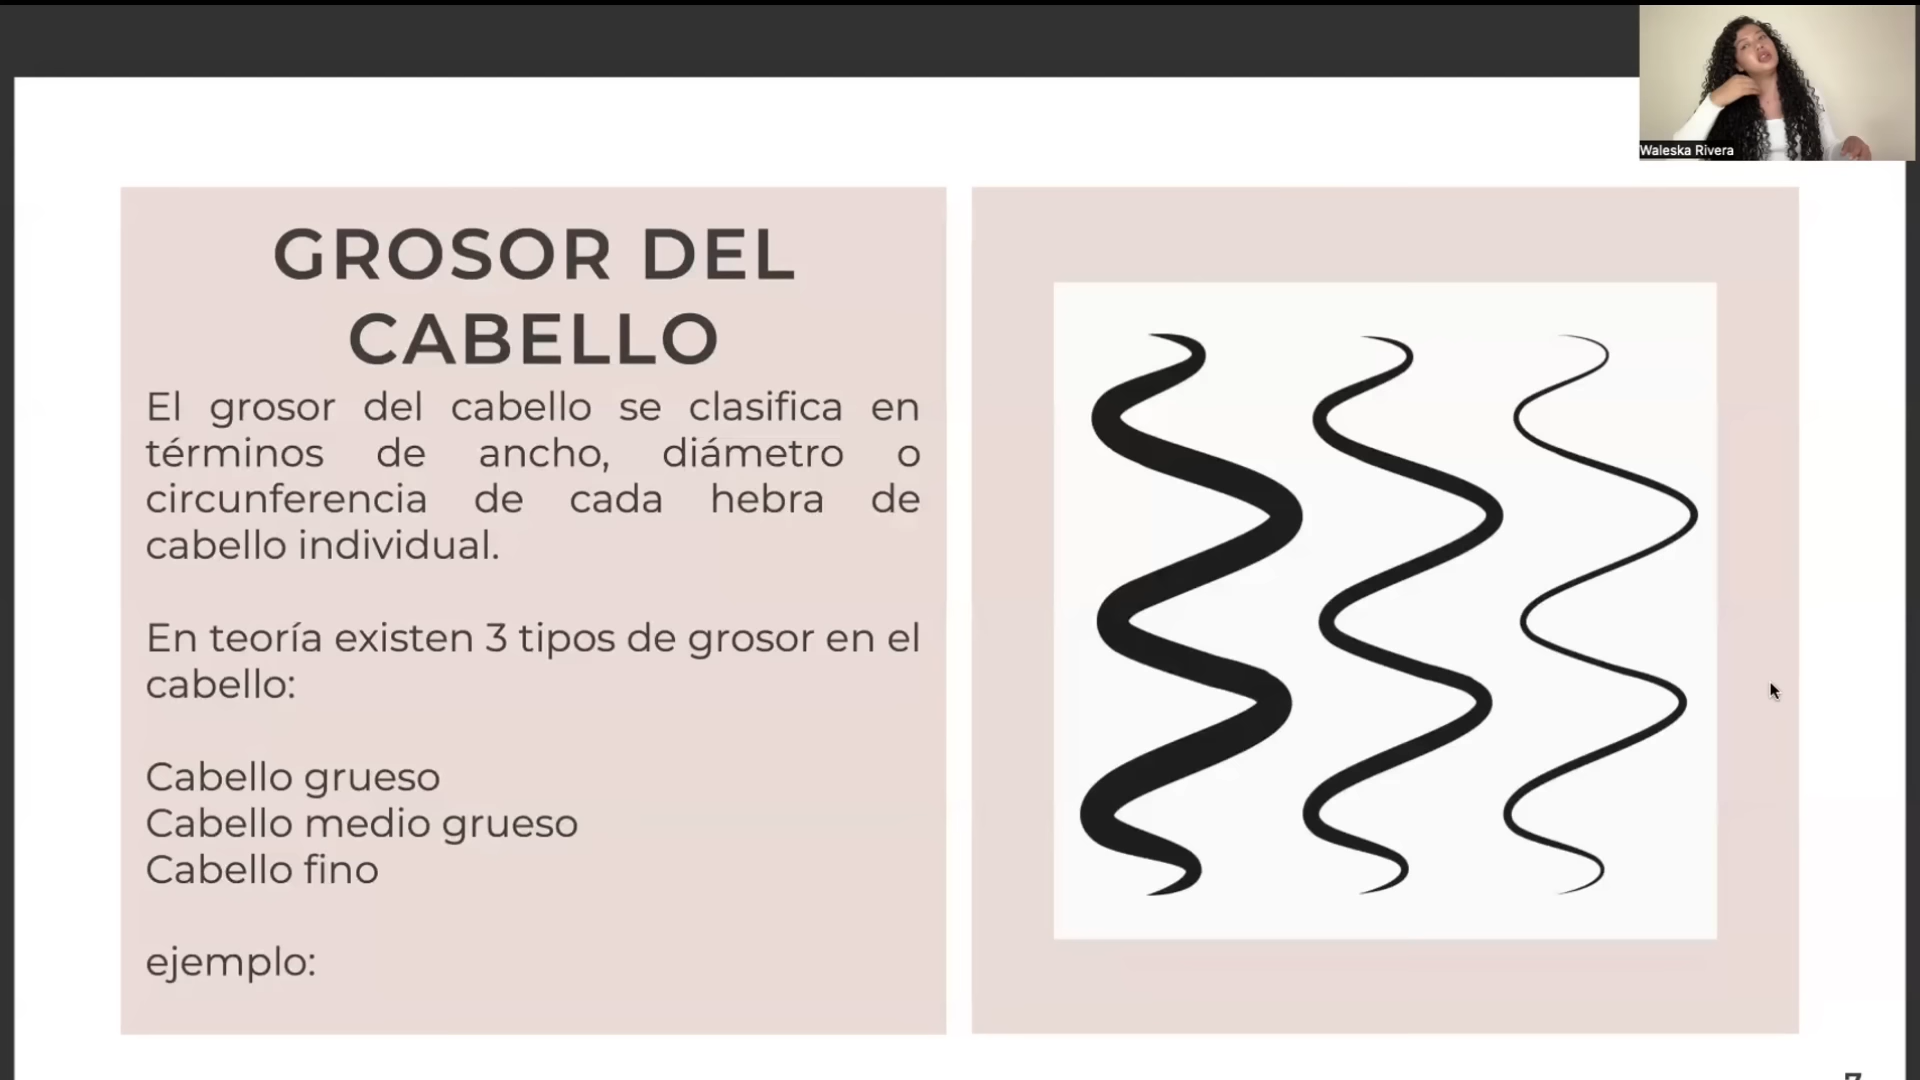 Waleska Rivera
GROSOR DEL
CABELLO
El grosor del cabello se clasifica en
términos de ancho, diámetro o
circunferencia de cada hebra de
cabello individual.
En teoría existen 3 tipos de grosor en el
cabello:
Cabello grueso
Cabello medio grueso
Cabello fino
ejemplo: